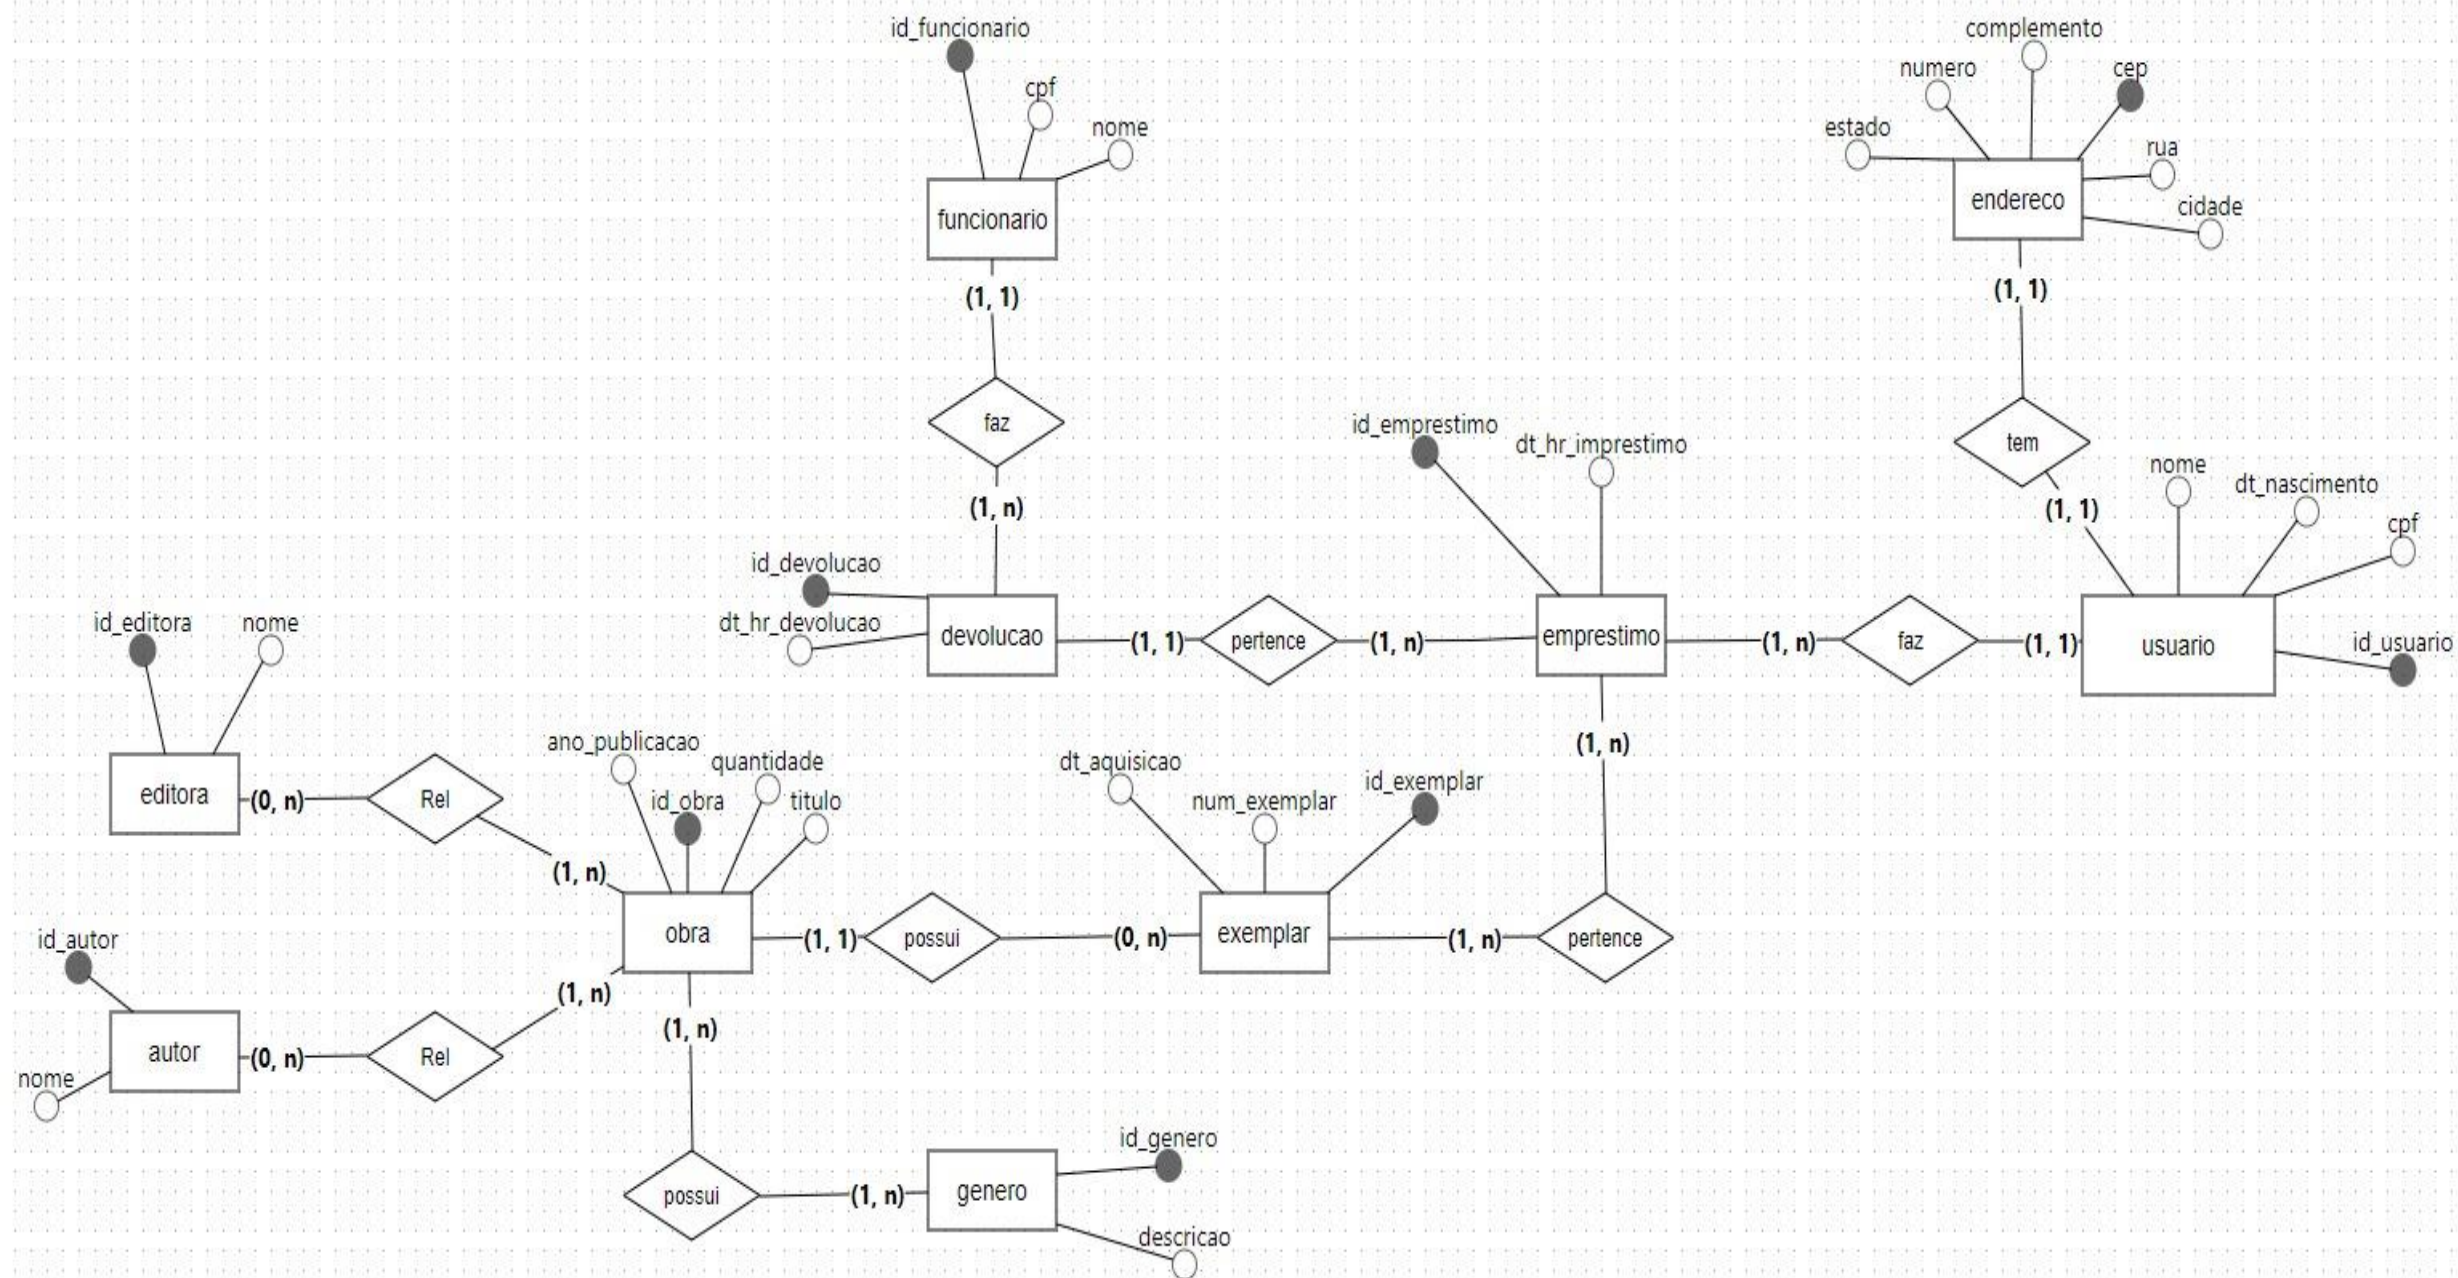 id_funcionario
cpf
nome
funcionario
(1, 1)
faz
(1, n)
complemento
numero
cep
estado
rua
cidade
endereco
(1, 1)
tem
(1, 1)
nome
dt_nascimento
cpf
id_usuario
usuario
(1, 1)
faz
(1, n)
id_emprestimo
dt_hr_imprestimo
emprestimo
(1, n)
pertence
(1, 1)
id_devolucao
dt_hr_devolucao
devolucao
id_editora
nome
editora
(0, n)
Rel
(1, n)
ano_publicacao
quantidade
id_obra
titulo
obra
(1, 1)
possui
(0, n)
dt_aquisicao
num_exemplar
id_exemplar
exemplar
(1, n)
pertence
(1, n)
id_autor
autor
nome
(0, n)
Rel
(1, n)
(1, n)
possui
(1, n)
genero
id_genero
descricao